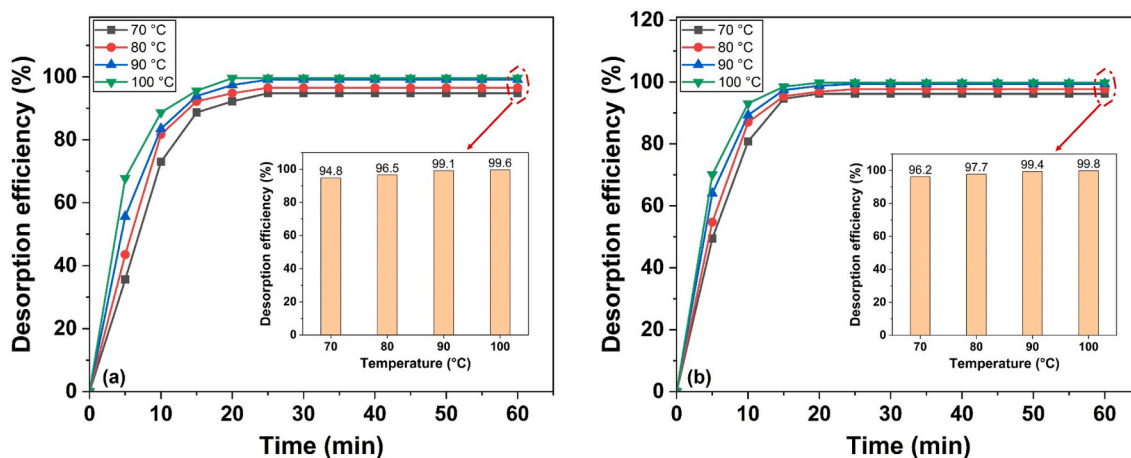 70 °C
80 °C
90 °C
100 °C
Desorption efficiency (%)
100
80
60
40
20
0
0 10 20 30 40 50 60
Time (min)
(a)
Desorption efficiency (%)
100
80
60
40
20
0
94.8 96.5 99.1 99.6
70 80 90 100
Temperature (°C)
70 °C
80 °C
90 °C
100 °C
Desorption efficiency (%)
120
100
80
60
40
20
0
0 10 20 30 40 50 60
Time (min)
(b)
Desorption efficiency (%)
100
80
60
40
20
0
96.2 97.7 99.4 99.8
70 80 90 100
Temperature (°C)